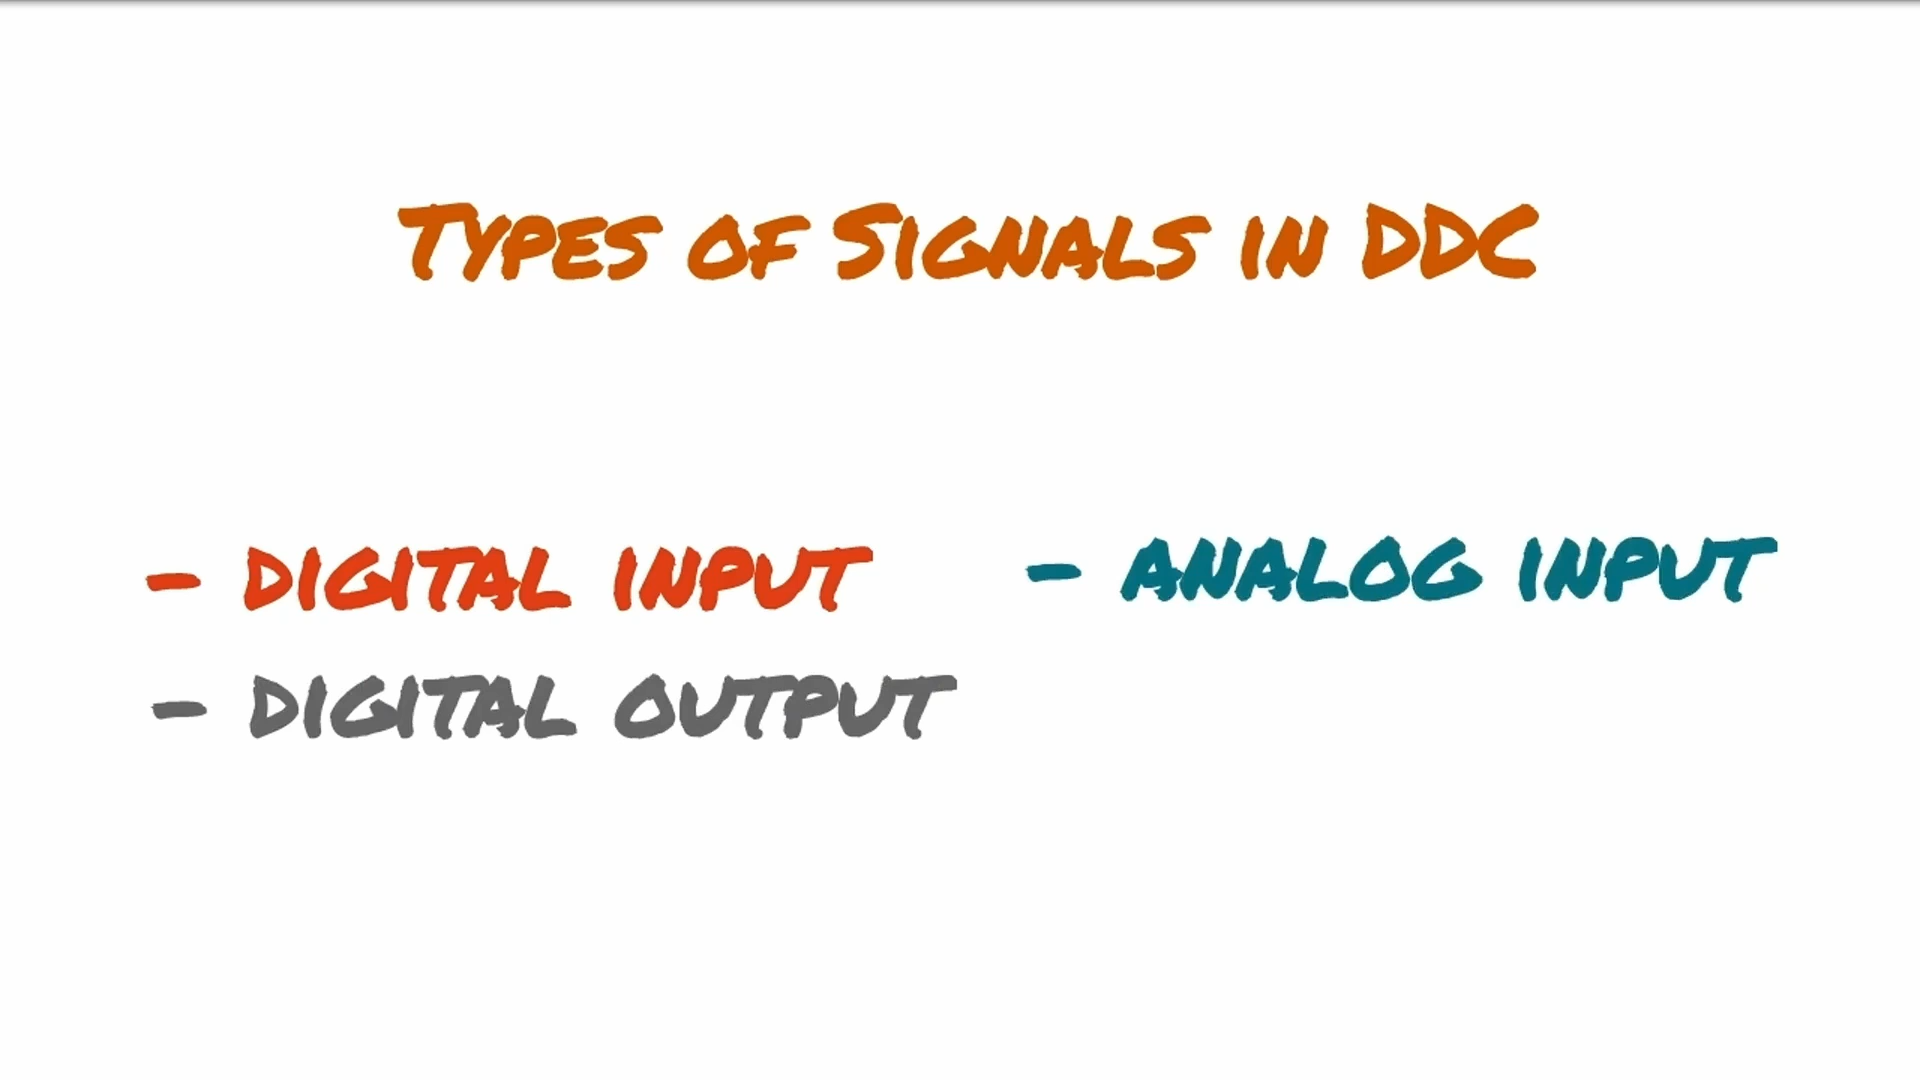 Types of Signals in DDC
- DIGITAL INPUT
- DIGITAL OUTPUT
- ANALOG INPUT